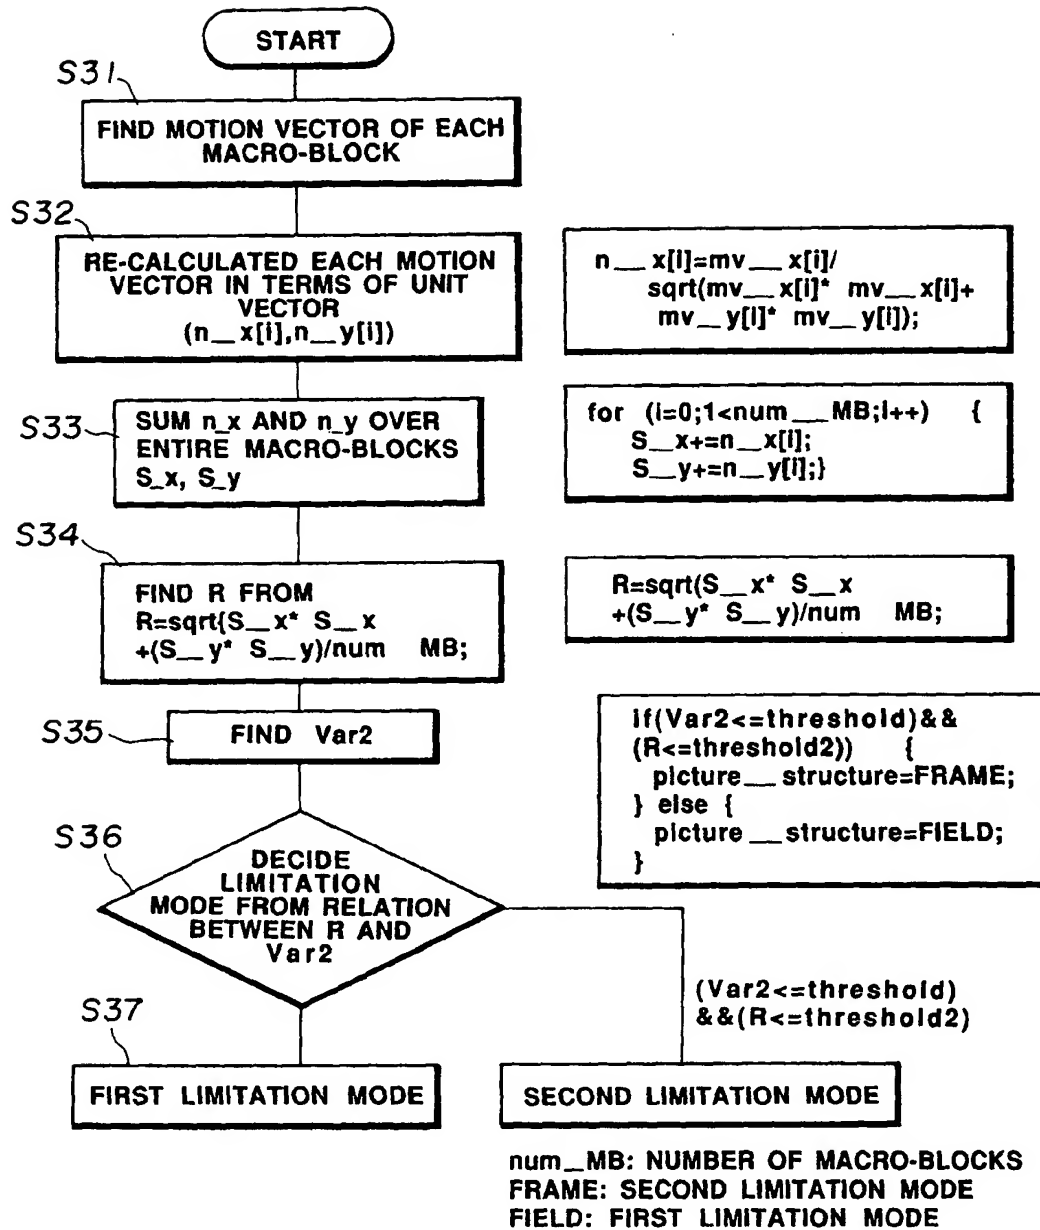 START
S31
FIND MOTION VECTOR OF EACH
MACRO-BLOCK
S32
RE-CALCULATED EACH MOTION
VECTOR IN TERMS OF UNIT
VECTOR
(n__x[i],n__y[i])
n__x[i]=mv__x[i]/
sqrt(mv__x[i]* mv__x[i]+
mv__y[i]* mv__y[i]);
S33
SUM n_x AND n_y OVER
ENTIRE MACRO-BLOCKS
S_x, S_y
for (i=0;1<num__MB;i++) {
S__x+=n__x[i];
S__y+=n__y[i];}
S34
FIND R FROM
R=sqrt{S__x* S__x
+(S__y* S__y)/num MB;
R=sqrt(S__x* S__x
+(S__y* S__y)/num MB;
S35
FIND Var2
if(Var2<=threshold)&&
(R<=threshold2)) {
picture__structure=FRAME;
} else {
picture__structure=FIELD;
}
S36
DECIDE
LIMITATION
MODE FROM RELATION
BETWEEN R AND
Var2
(Var2<=threshold)
&&(R<=threshold2)
S37
FIRST LIMITATION MODE
SECOND LIMITATION MODE
num_MB: NUMBER OF MACRO-BLOCKS
FRAME: SECOND LIMITATION MODE
FIELD: FIRST LIMITATION MODE